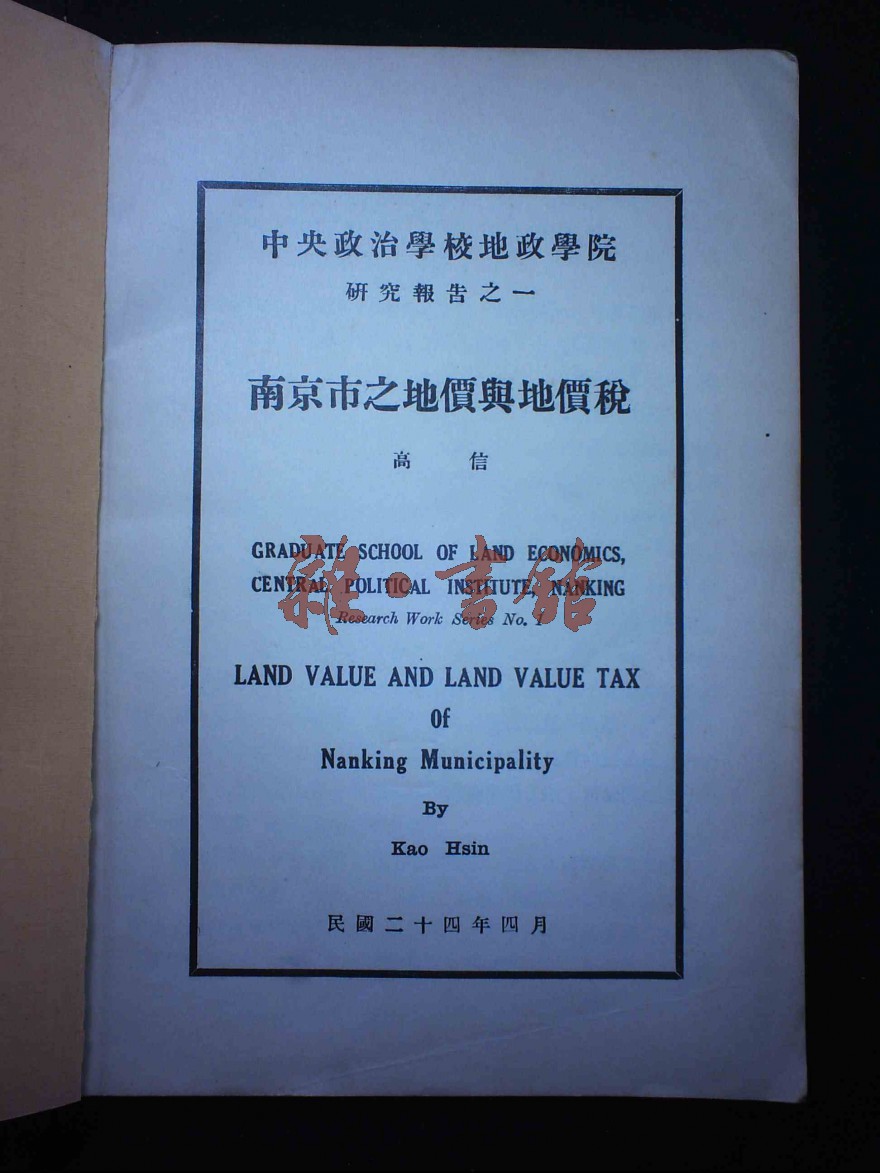 中央政治學校地政學院
研究報告之一
南京市之地價與地價稅
高 信
GRADUATE SCHOOL OF LAND ECONOMICS,
CENTRAL POLITICAL INSTITUTE, NANKING
Research Work Series No. 1
雜·書館
LAND VALUE AND LAND VALUE TAX
Of
Nanking Municipality
By
Kao Hsin
民國二十四年四月